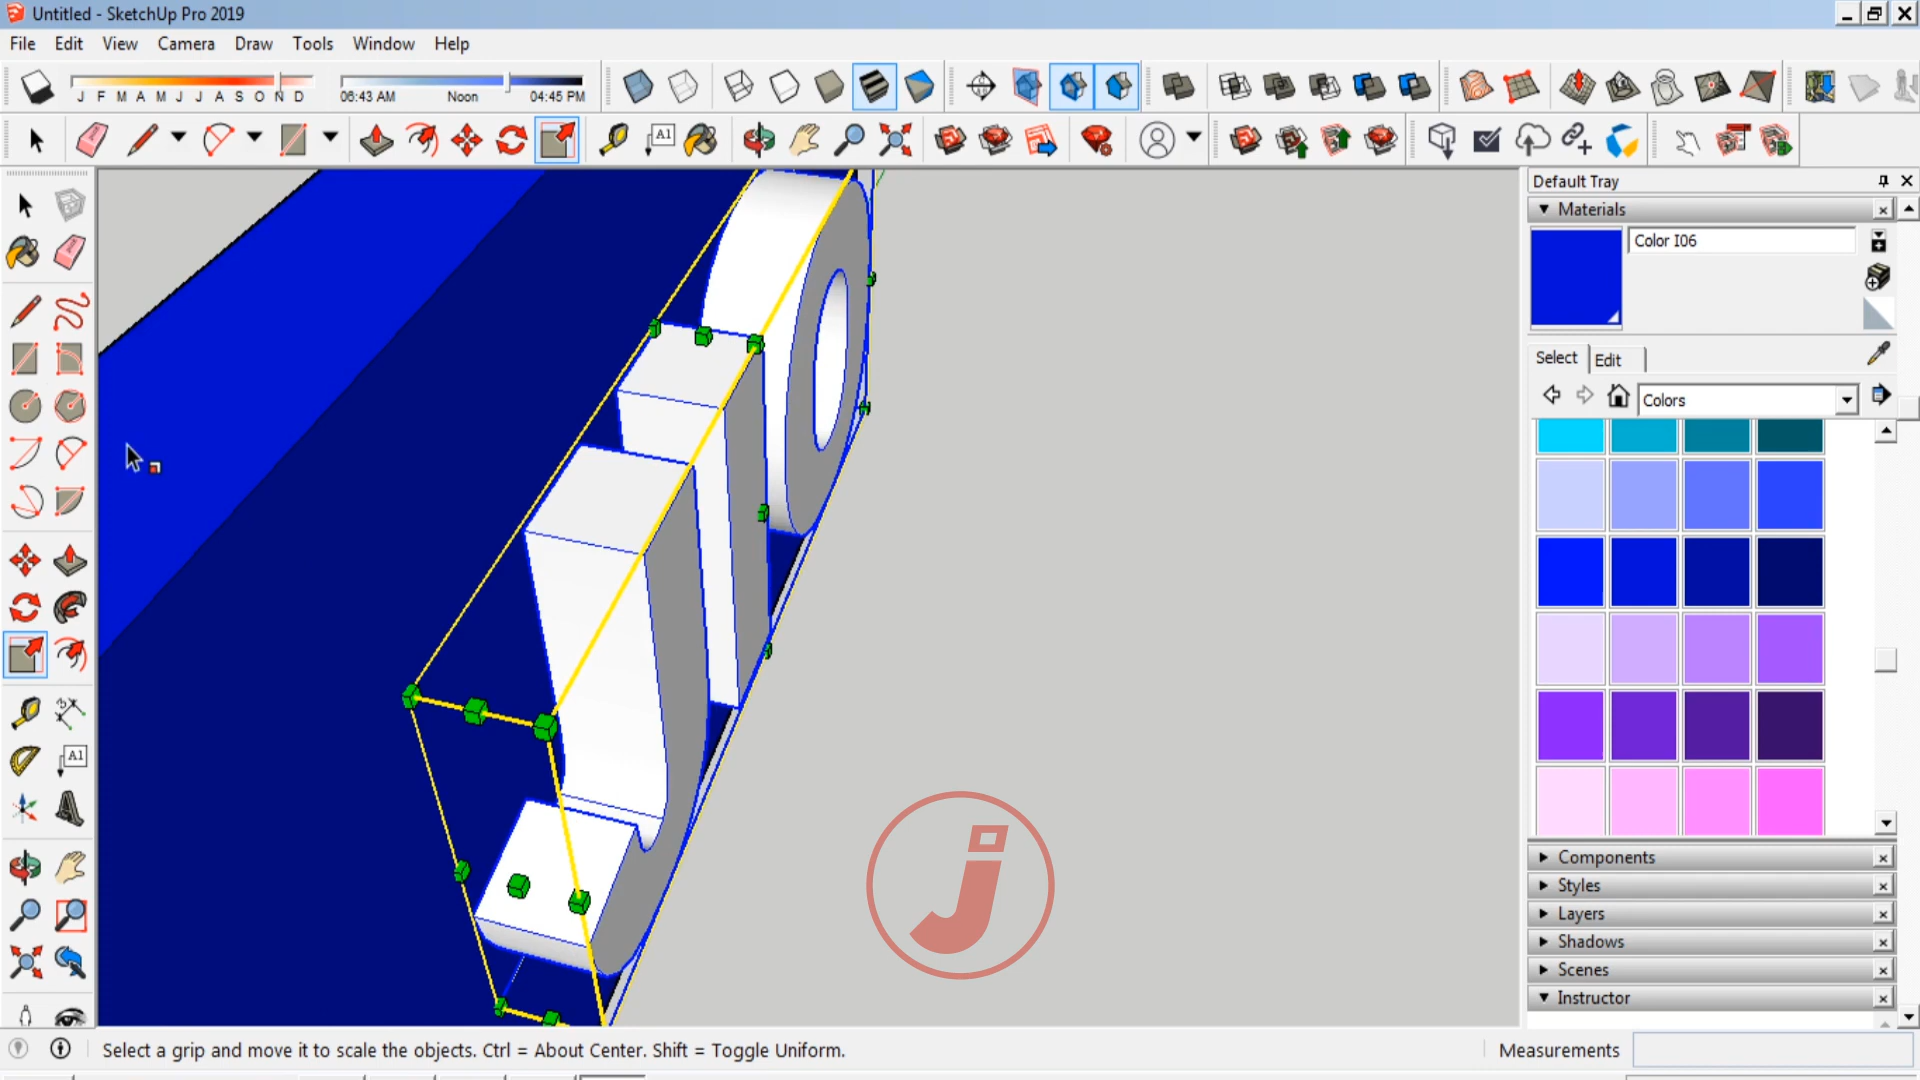 Untitled - SketchUp Pro 2019
File Edit View Camera Draw Tools Window Help
J F M A M J J A S O N D
06:43 AM Noon 04:45 PM
A1
Default Tray
Materials
Color I06
Select Edit
Colors
A1
Components
Styles
Layers
Shadows
Scenes
Instructor
Select a grip and move it to scale the objects. Ctrl = About Center. Shift = Toggle Uniform.
Measurements